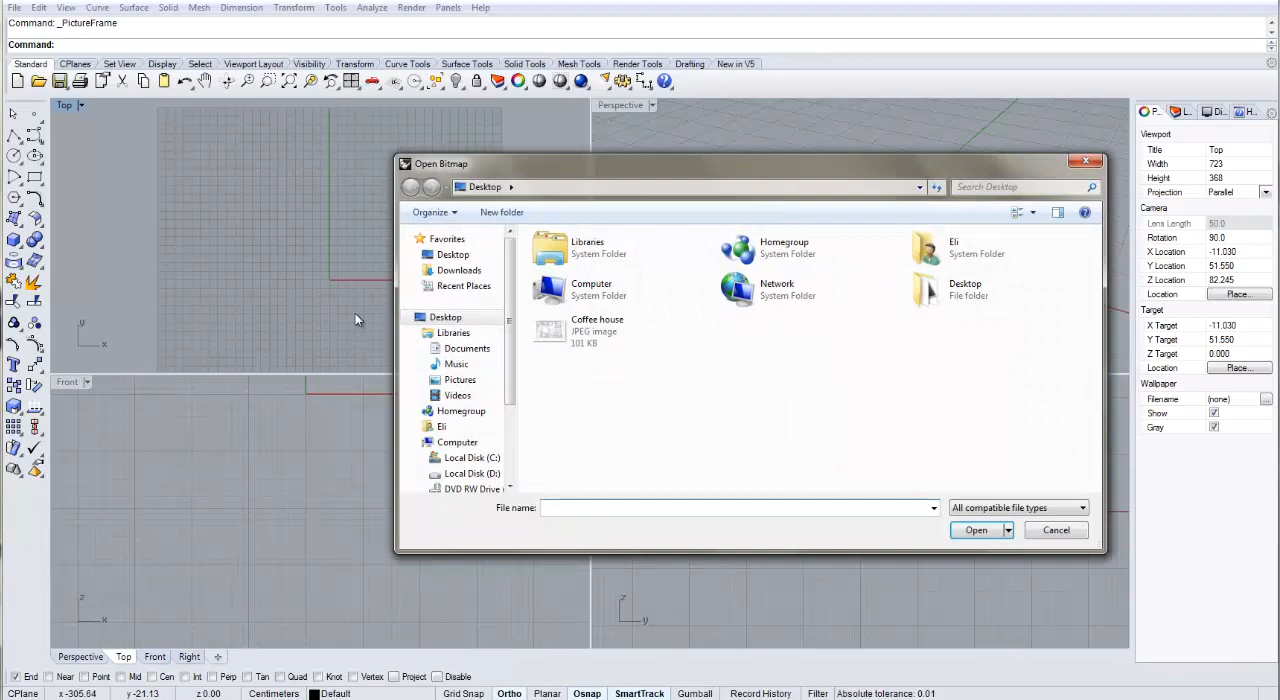 File Edit View Curve Surface Solid Mesh Dimension Transform Tools Analyze Render Panels Help
Command: _PictureFrame
Command:
Standard CPlanes Set View Display Select Viewport Layout Visibility Transform Curve Tools Surface Tools Solid Tools Mesh Tools Render Tools Drafting New in V5
Top
Perspective
P... L... Di... H...
Viewport
Title Top
Width 723
Height 368
Projection Parallel
Camera
Lens Length 50.0
Rotation 90.0
X Location -11.030
Y Location 51.550
Z Location 82.245
Location Place...
Target
X Target -11.030
Y Target 51.550
Z Target 0.000
Location Place...
Wallpaper
Filename (none) ...
Show
Gray
Open Bitmap
Desktop
Search Desktop
Organize New folder
Favorites
Desktop
Downloads
Recent Places
Desktop
Libraries
Documents
Music
Pictures
Videos
Homegroup
Eli
Computer
Local Disk (C:)
Local Disk (D:)
DVD RW Drive
Libraries
System Folder
Homegroup
System Folder
Eli
System Folder
Computer
System Folder
Network
System Folder
Desktop
File folder
Coffee house
JPEG image
101 KB
File name:
All compatible file types
Open Cancel
y
x
Front
z
x
z
y
Perspective Top Front Right
End Near Point Mid Cen Int Perp Tan Quad Knot Vertex Project Disable
CPlane x -305.64 y -21.13 z 0.00 Centimeters Default Grid Snap Ortho Planar Osnap SmartTrack Gumball Record History Filter Absolute tolerance: 0.01